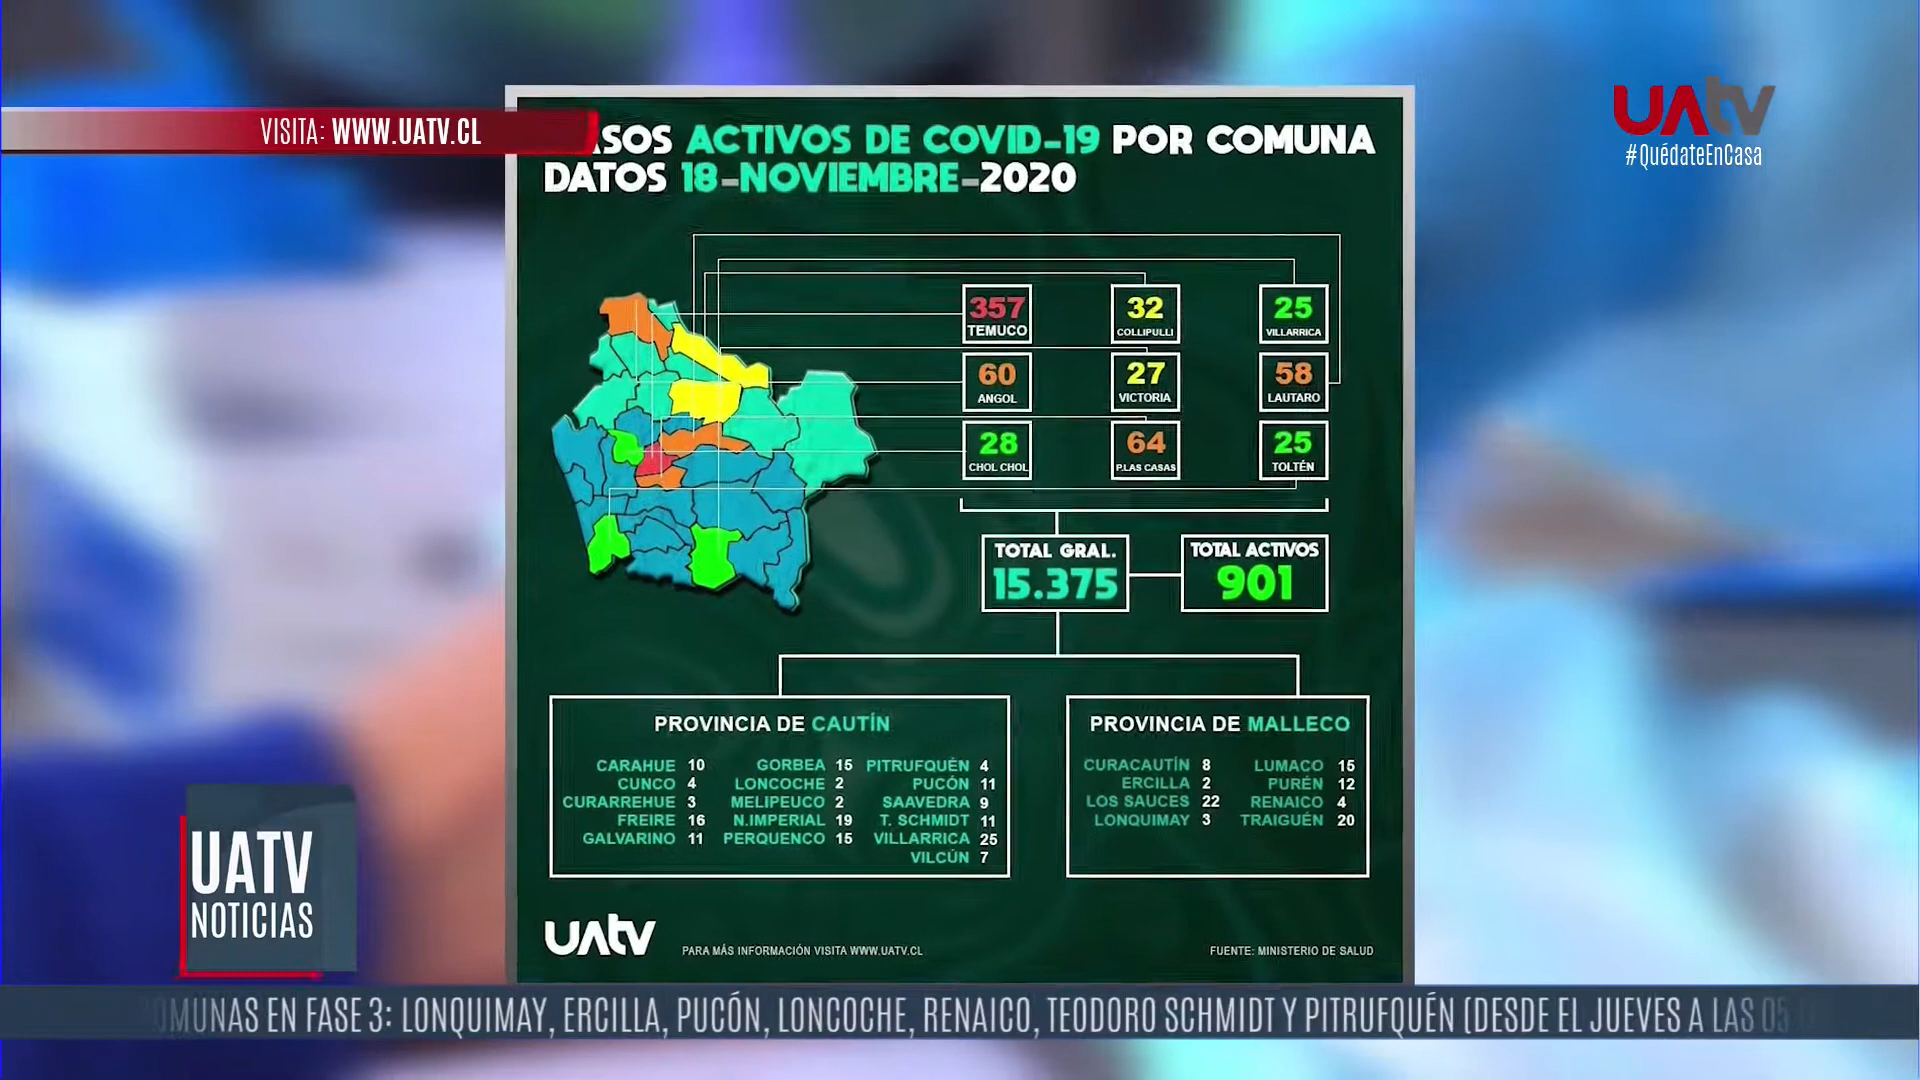 VISITA: WWW.UATV.CL
UATV
#QuédateEnCasa
ASOS ACTIVOS DE COVID-19 POR COMUNA
DATOS 18-NOVIEMBRE-2020
357
TEMUCO
32
COLLIPULLI
25
VILLARRICA
60
ANGOL
27
VICTORIA
58
LAUTARO
28
CHOL CHOL
64
P.LAS CASAS
25
TOLTÉN
TOTAL GRAL.
15.375
TOTAL ACTIVOS
901
PROVINCIA DE CAUTÍN
CARAHUE 10 GORBEA 15 PITRUFQUÉN 4
CUNCO 4 LONCOCHE 2 PUCÓN 11
CURARREHUE 3 MELIPEUCO 2 SAAVEDRA 9
FREIRE 16 N.IMPERIAL 19 T. SCHMIDT 11
GALVARINO 11 PERQUENCO 15 VILLARRICA 25
VILCÚN 7
PROVINCIA DE MALLECO
CURACAUTÍN 8 LUMACO 15
ERCILLA 2 PURÉN 12
LOS SAUCES 22 RENAICO 4
LONQUIMAY 3 TRAIGUÉN 20
UATV
PARA MÁS INFORMACIÓN VISITA WWW.UATV.CL
FUENTE: MINISTERIO DE SALUD
UATV
NOTICIAS
OMUNAS EN FASE 3: LONQUIMAY, ERCILLA, PUCÓN, LONCOCHE, RENAICO, TEODORO SCHMIDT Y PITRUFQUÉN (DESDE EL JUEVES A LAS 05